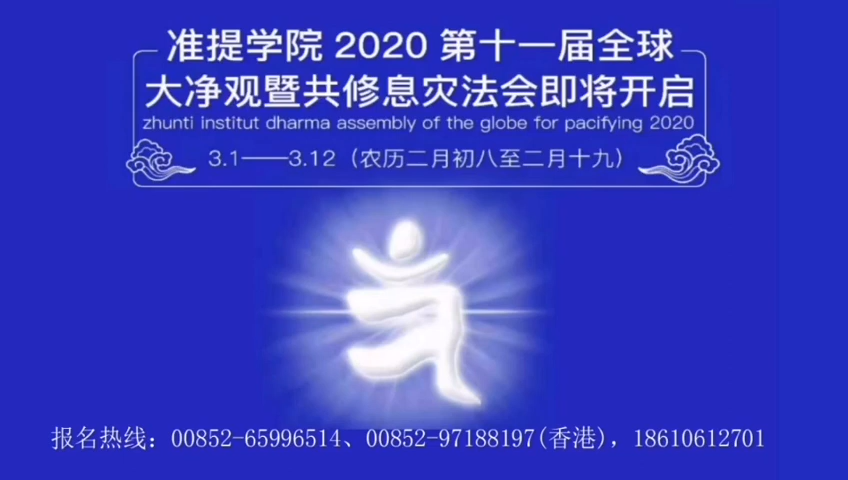 准提学院 2020 第十一届全球
大净观暨共修息灾法会即将开启
zhunti institut dharma assembly of the globe for pacifying 2020
3.1——3.12（农历二月初八至二月十九）
报名热线：00852-65996514、00852-97188197(香港)，18610612701